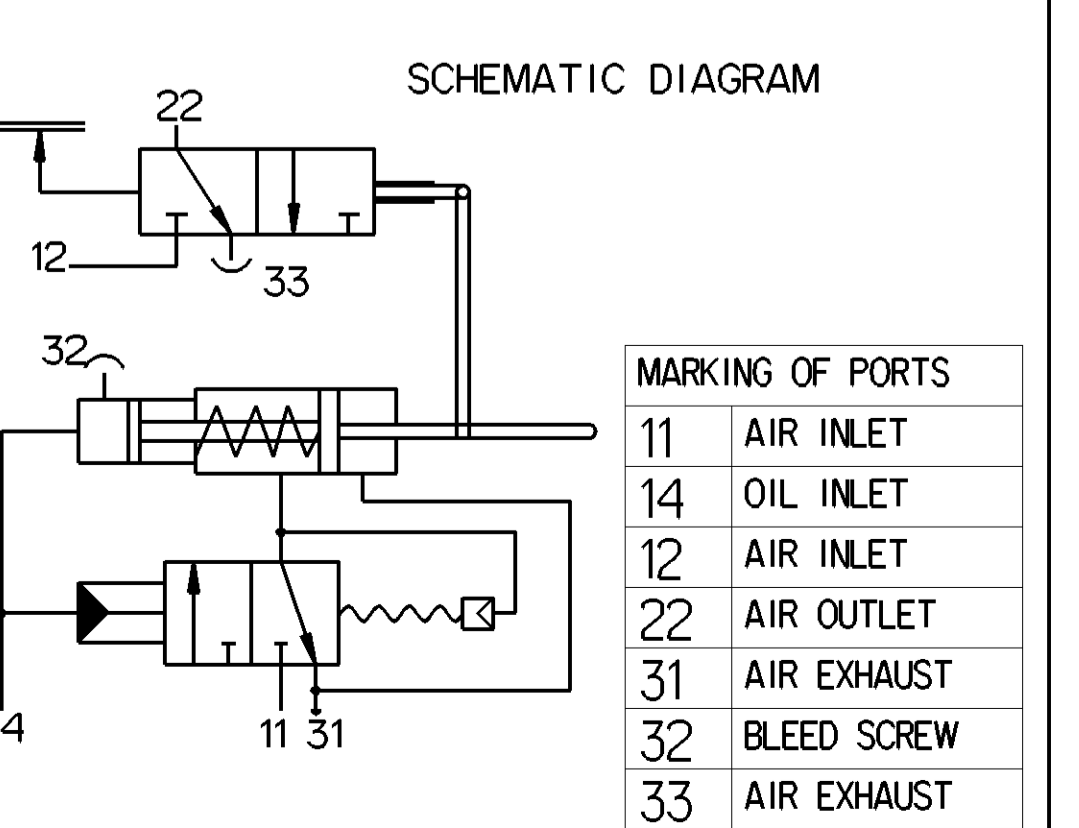 SCHEMATIC DIAGRAM
22
12
33
32
4
11 31
MARKING OF PORTS
11 AIR INLET
14 OIL INLET
12 AIR INLET
22 AIR OUTLET
31 AIR EXHAUST
32 BLEED SCREW
33 AIR EXHAUST